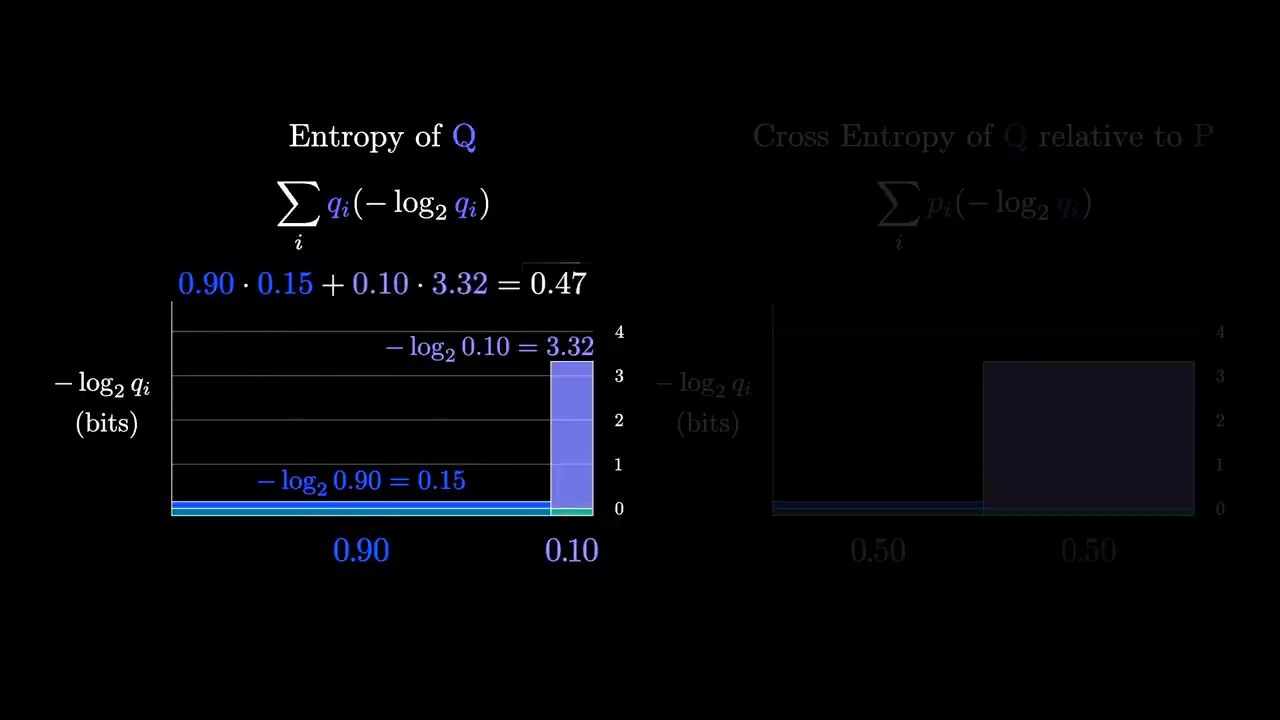 Entropy of Q
∑ᵢ qᵢ(− log₂ qᵢ)
0.90 · 0.15 + 0.10 · 3.32 = 0.47
4
− log₂ 0.10 = 3.32
3
− log₂ qᵢ
(bits)
2
1
− log₂ 0.90 = 0.15
0
0.90 0.10
Cross Entropy of Q relative to P
∑ᵢ pᵢ(− log₂ qᵢ)
4
3
− log₂ qᵢ
(bits)
2
1
0
0.50 0.50